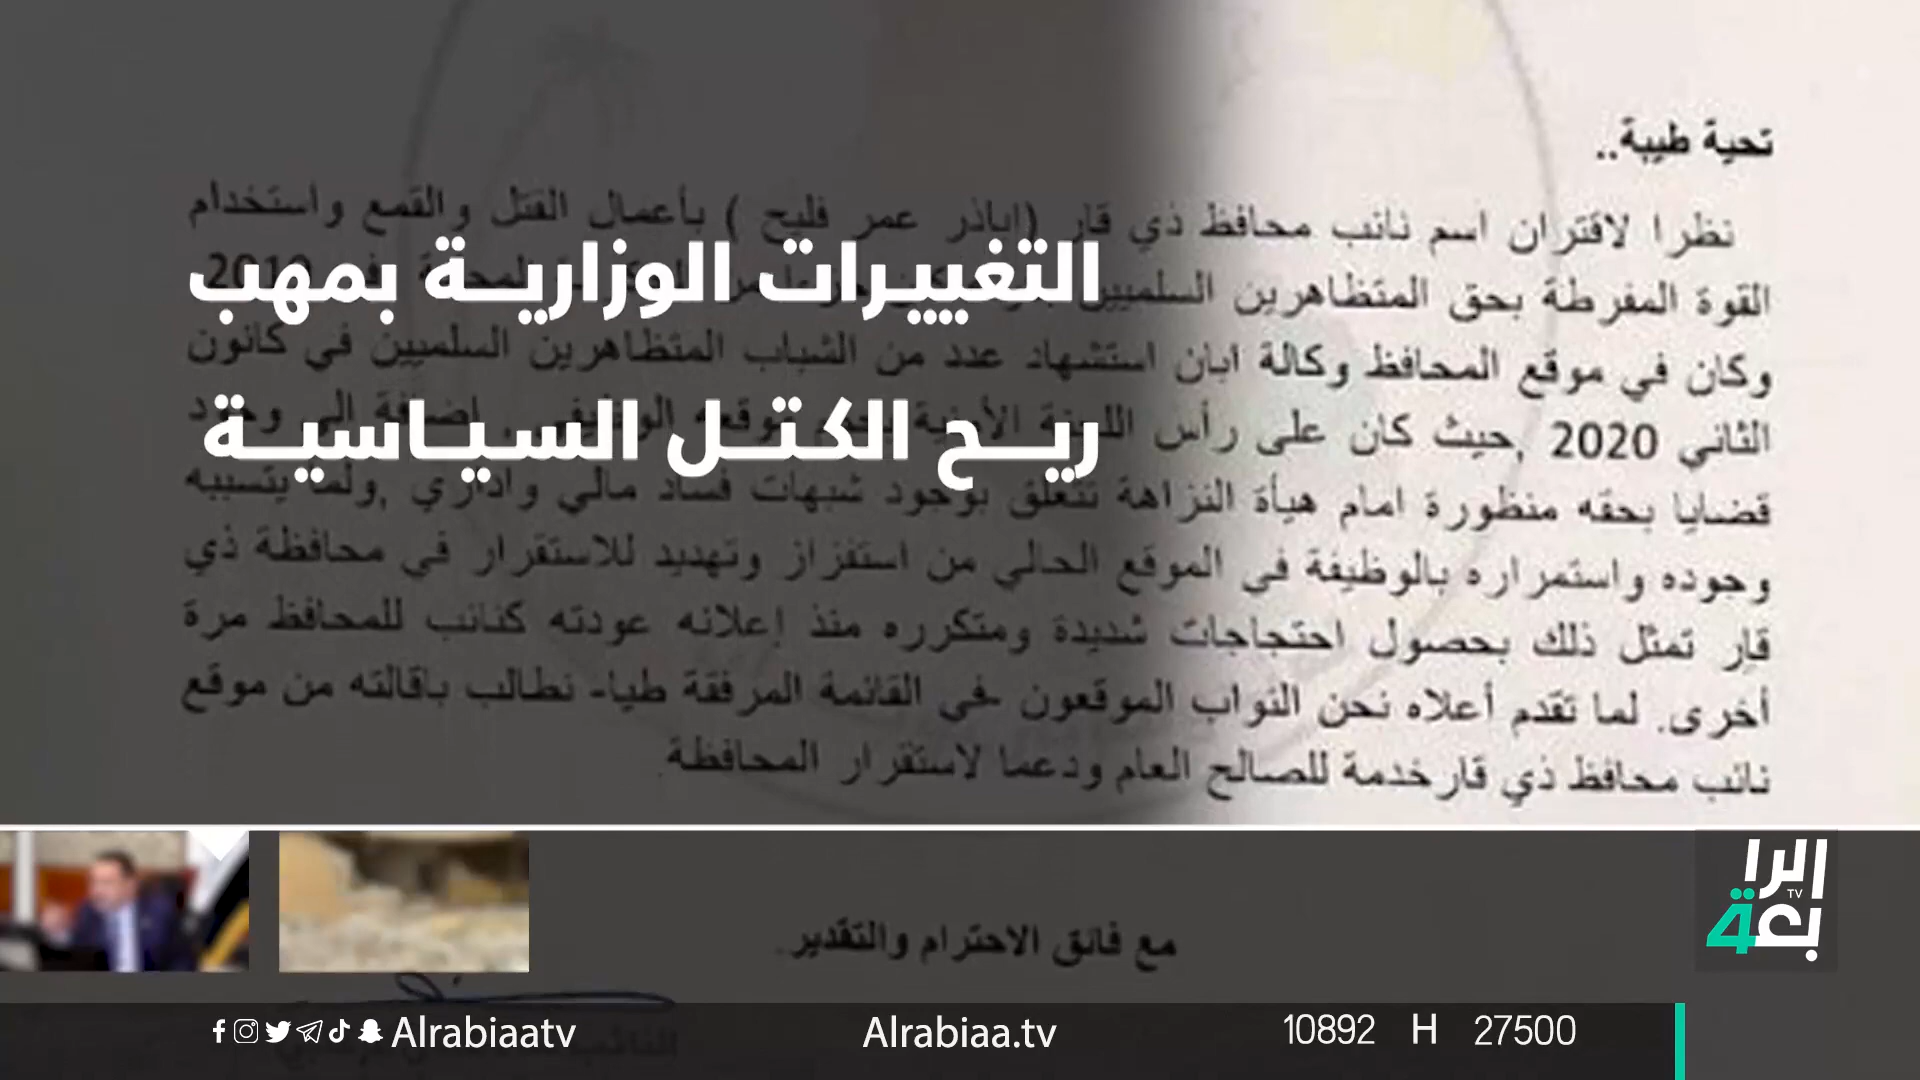 تحية طيبة..
نظرا لاقتران اسم نائب محافظ ذي قار (اباذر عمر فليح ) بأعمال القتل والقمع واستخدام
القوة المفرطة بحق المتظاهرين السلميين
وكان في موقع المحافظ وكالة ابان استشهاد عدد من الشباب المتظاهرين السلميين في كانون
الثاني 2020 ,حيث كان على رأس اللجنة الأمنية
قضايا بحقه منظورة امام هيأة النزاهة تتعلق بوجود شبهات فساد مالي واداري ,ولما يتسببه
وجوده واستمراره بالوظيفة في الموقع الحالي من استفزاز وتهديد للاستقرار في محافظة ذي
قار تمثل ذلك بحصول احتجاجات شديدة ومتكرره منذ إعلانه عودته كنائب للمحافظ مرة
أخرى. لما تقدم أعلاه نحن النواب الموقعون -في القائمة المرفقة طيا- نطالب باقالته من موقع
نائب محافظ ذي قار خدمة للصالح العام ودعما لاستقرار المحافظة.
التغييرات الوزارية بمهب
ريح الكتل السياسية
مع فائق الاحترام والتقدير.
الرابعة
TV
Alrabiaatv
Alrabiaa.tv
10892 H 27500